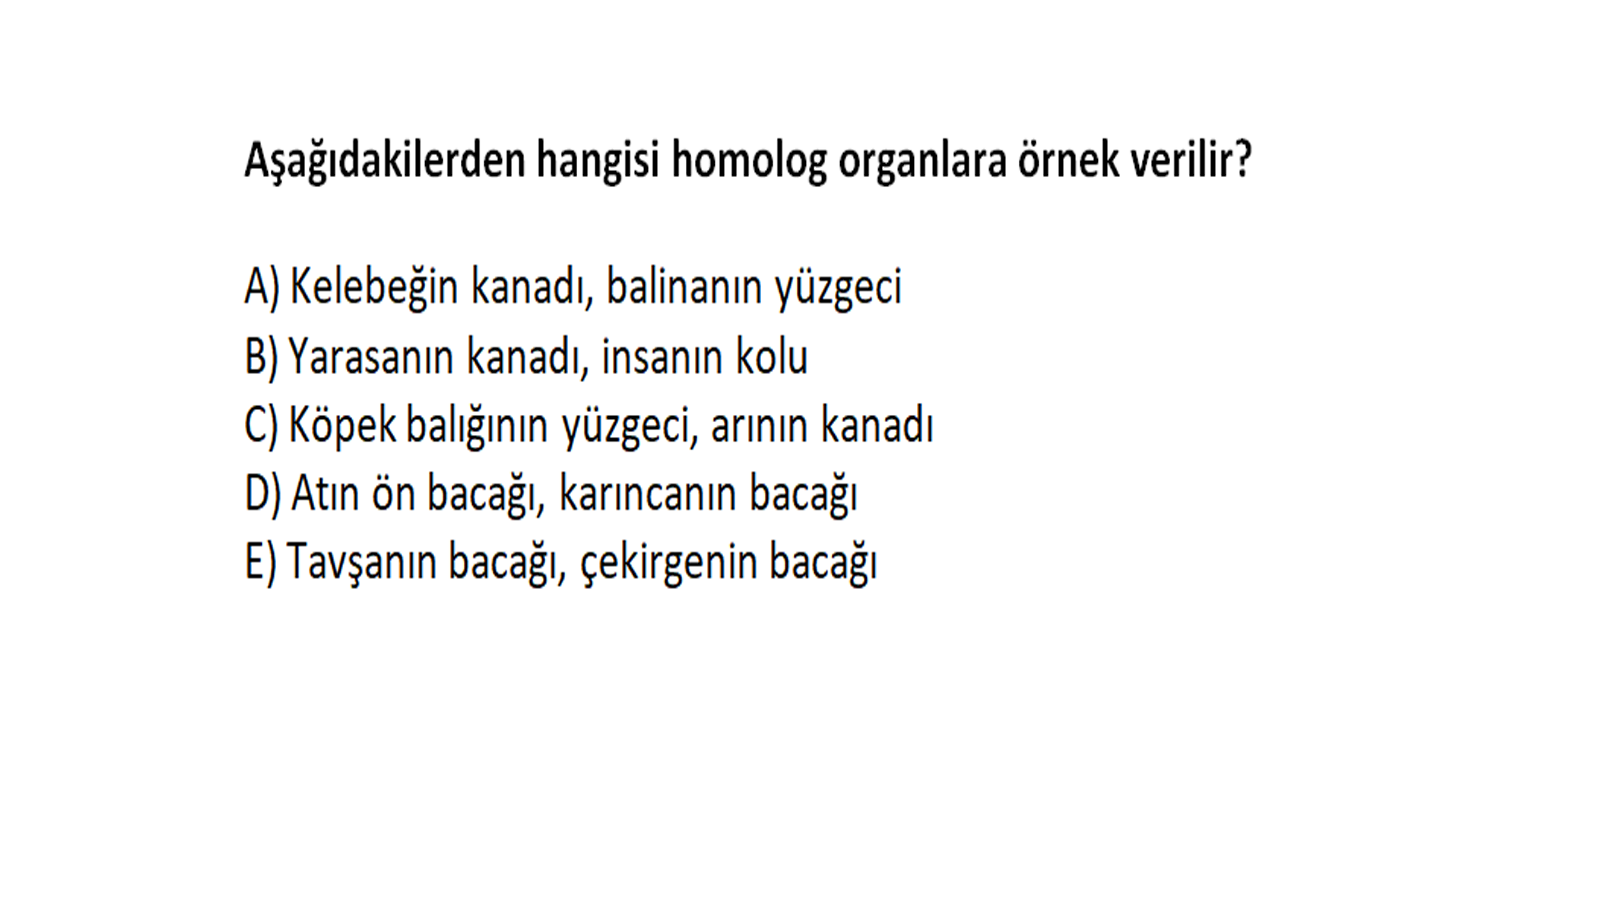 Aşağıdakilerden hangisi homolog organlara örnek verilir?
A) Kelebeğin kanadı, balinanın yüzgeci
B) Yarasanın kanadı, insanın kolu
C) Köpek balığının yüzgeci, arının kanadı
D) Atın ön bacağı, karıncanın bacağı
E) Tavşanın bacağı, çekirgenin bacağı